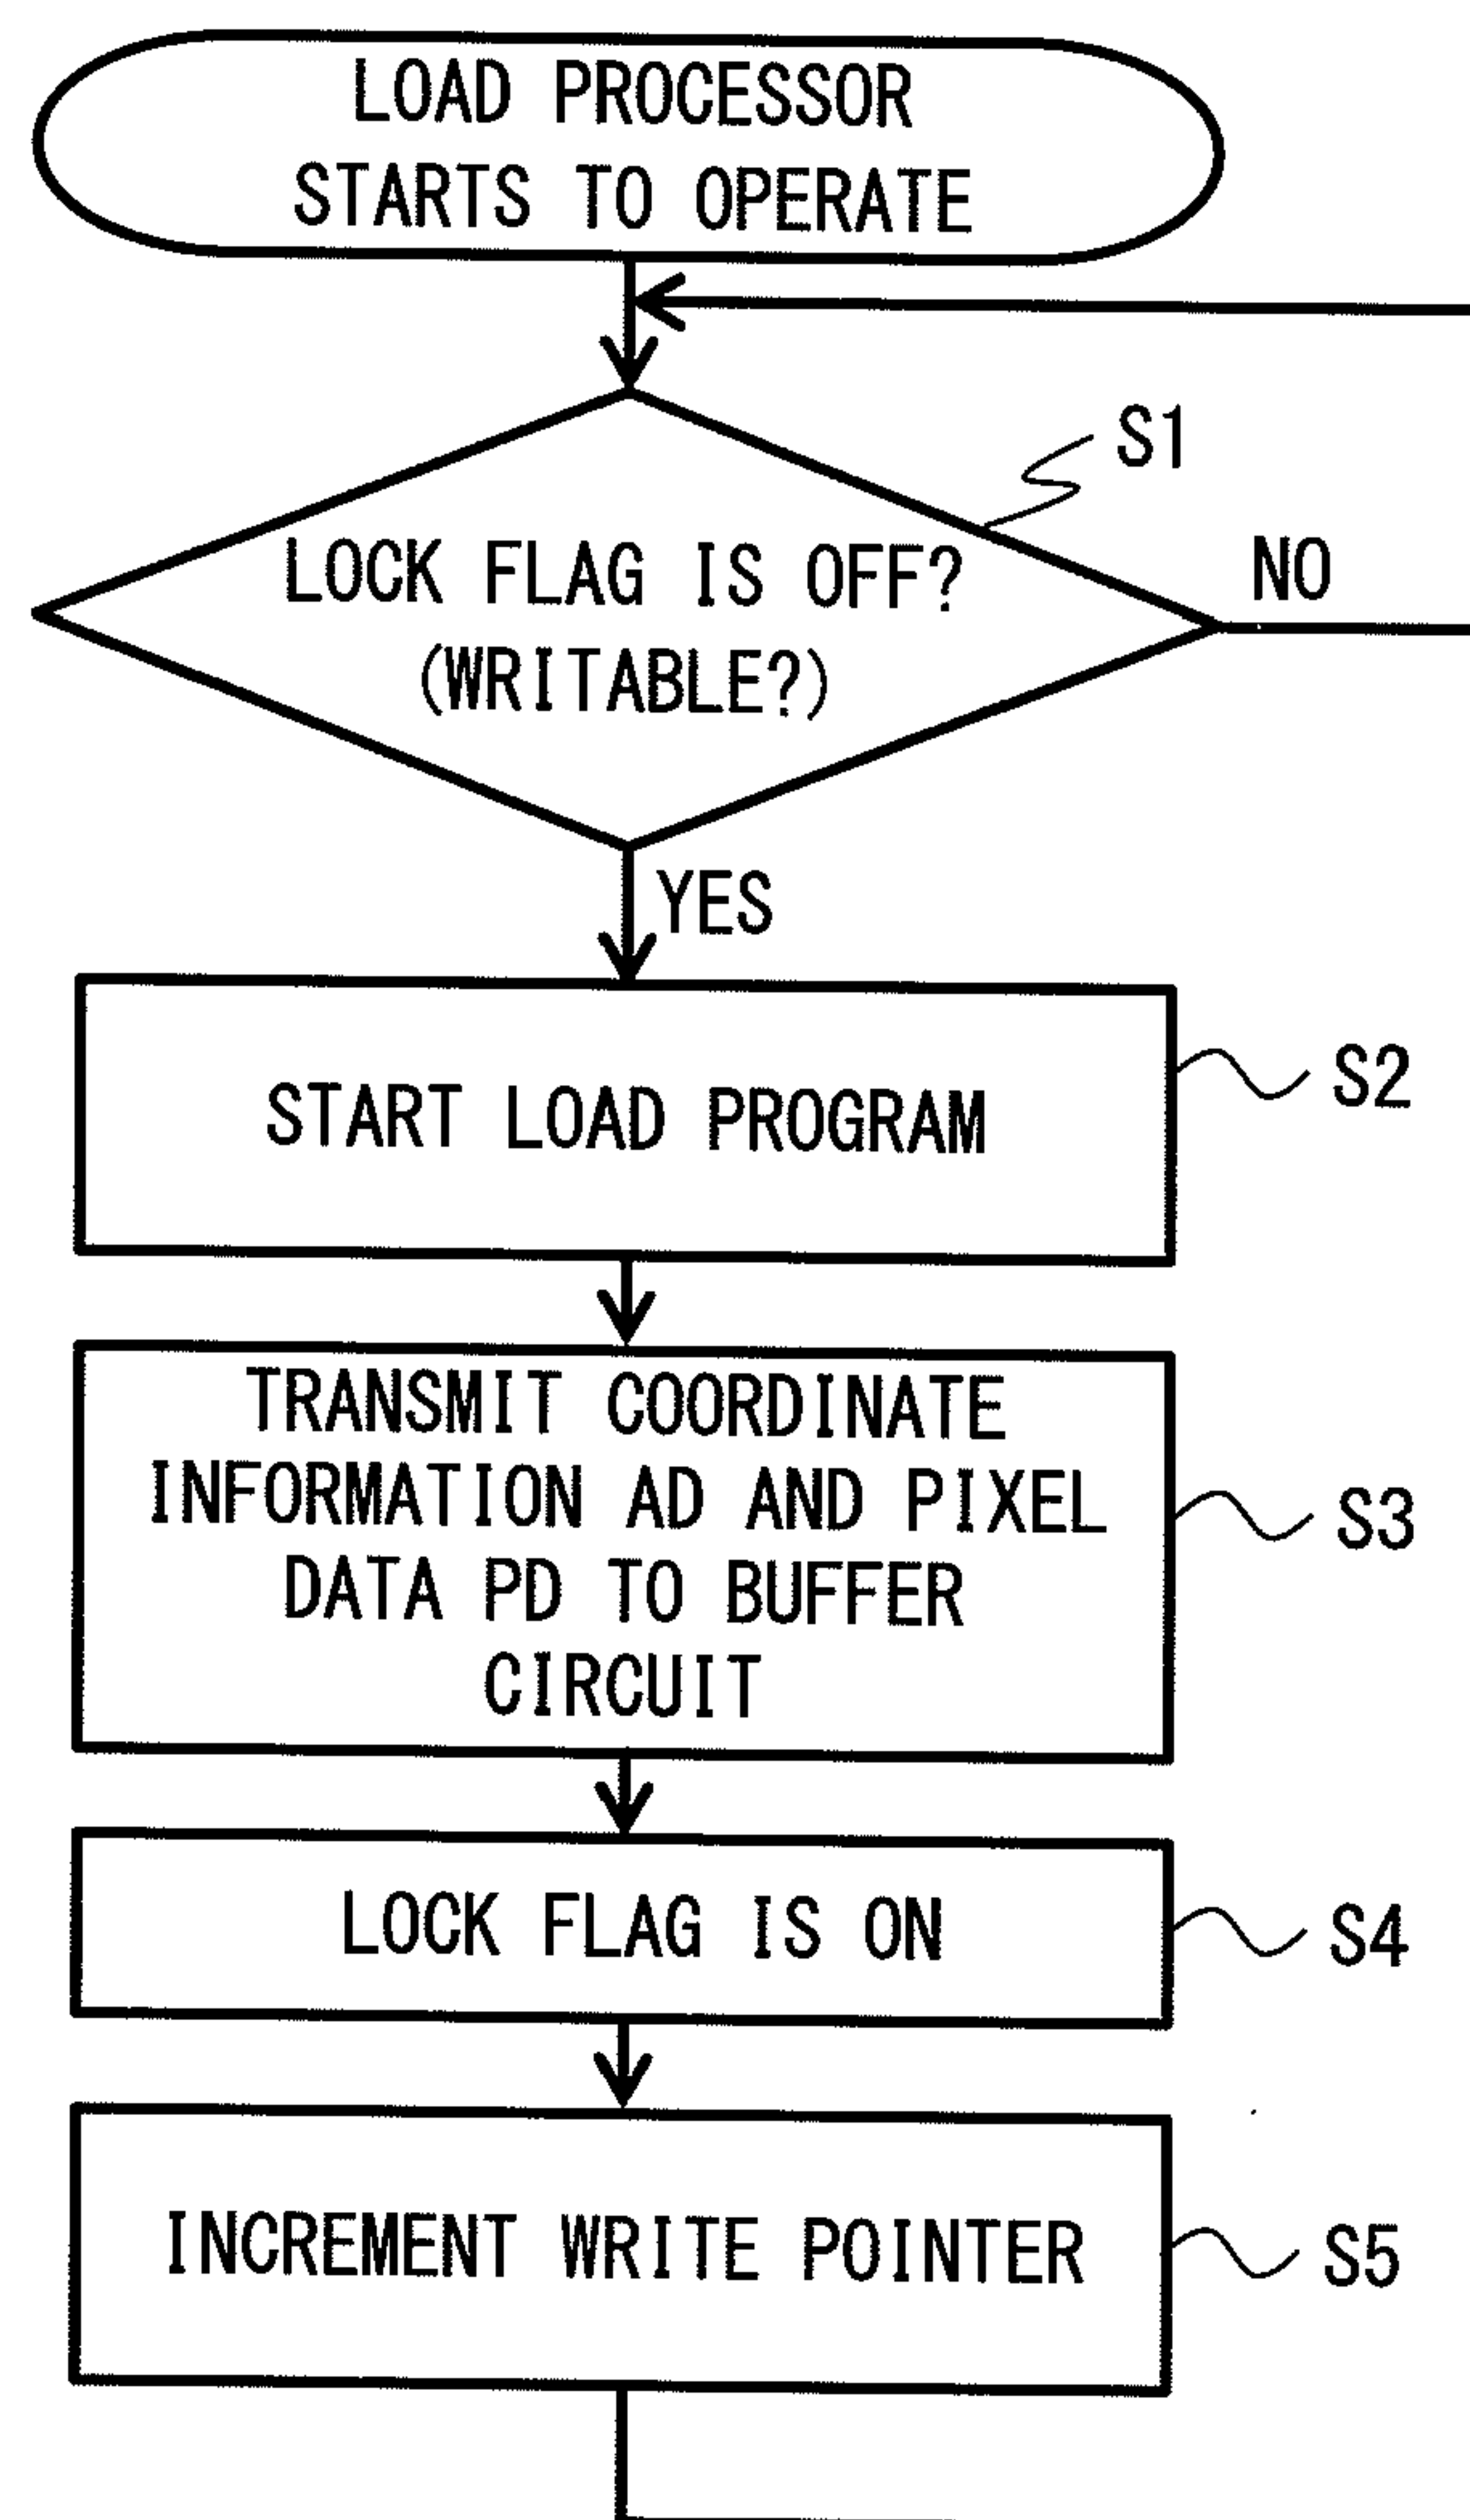 LOAD PROCESSOR
STARTS TO OPERATE
S1
LOCK FLAG IS OFF?
(WRITABLE?)
NO
YES
START LOAD PROGRAM
S2
TRANSMIT COORDINATE
INFORMATION AD AND PIXEL
DATA PD TO BUFFER
CIRCUIT
S3
LOCK FLAG IS ON
S4
INCREMENT WRITE POINTER
S5